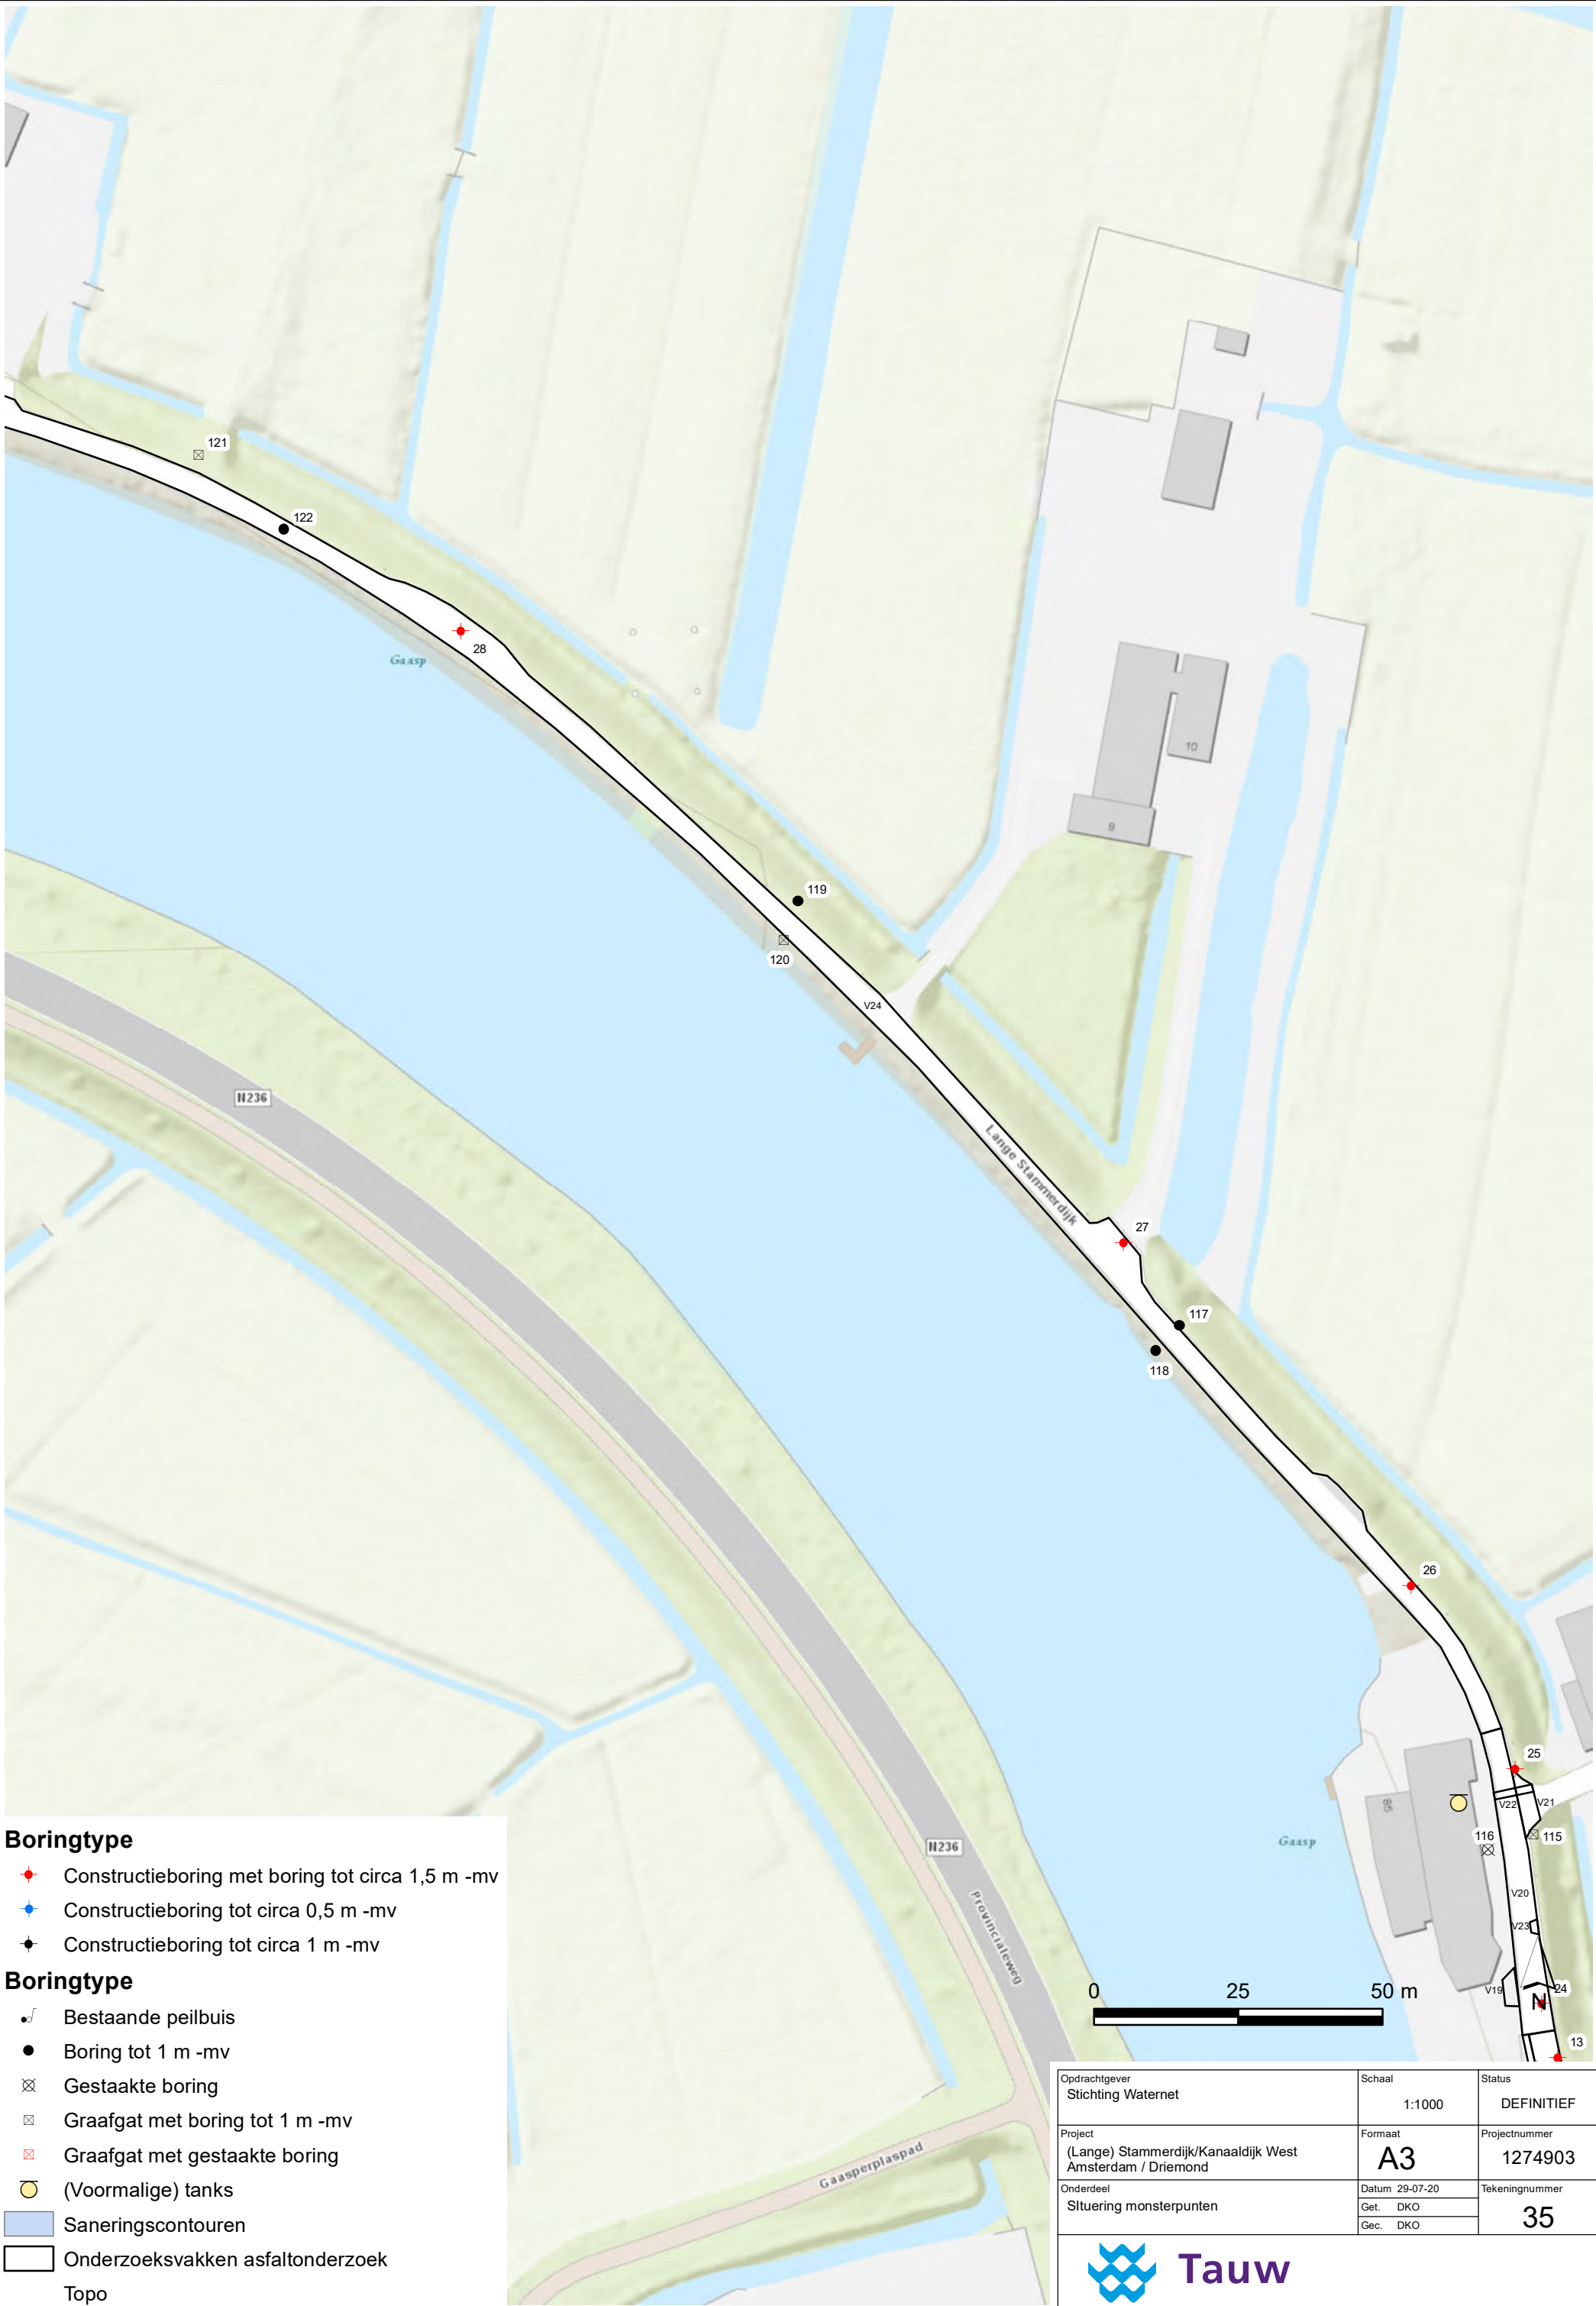 121
122
28
Gaasp
10
8
119
120
V24
N236
Lange Stammerdijk
27
117
118
26
25
V22
V21
116
115
85
Gaasp
V20
V23
N236
Provincialeweg
V19
24
N
13
0 25 50 m
Gaasperplaspad
Boringtype
Constructieboring met boring tot circa 1,5 m -mv
Constructieboring tot circa 0,5 m -mv
Constructieboring tot circa 1 m -mv
Boringtype
Bestaande peilbuis
Boring tot 1 m -mv
Gestaakte boring
Graafgat met boring tot 1 m -mv
Graafgat met gestaakte boring
(Voormalige) tanks
Saneringscontouren
Onderzoeksvakken asfaltonderzoek
Topo
Opdrachtgever
Stichting Waternet
Schaal
1:1000
Status
DEFINITIEF
Project
(Lange) Stammerdijk/Kanaaldijk West
Amsterdam / Driemond
Formaat
A3
Projectnummer
1274903
Onderdeel
SItuering monsterpunten
Datum 29-07-20
Get. DKO
Gec. DKO
Tekeningnummer
35
Tauw